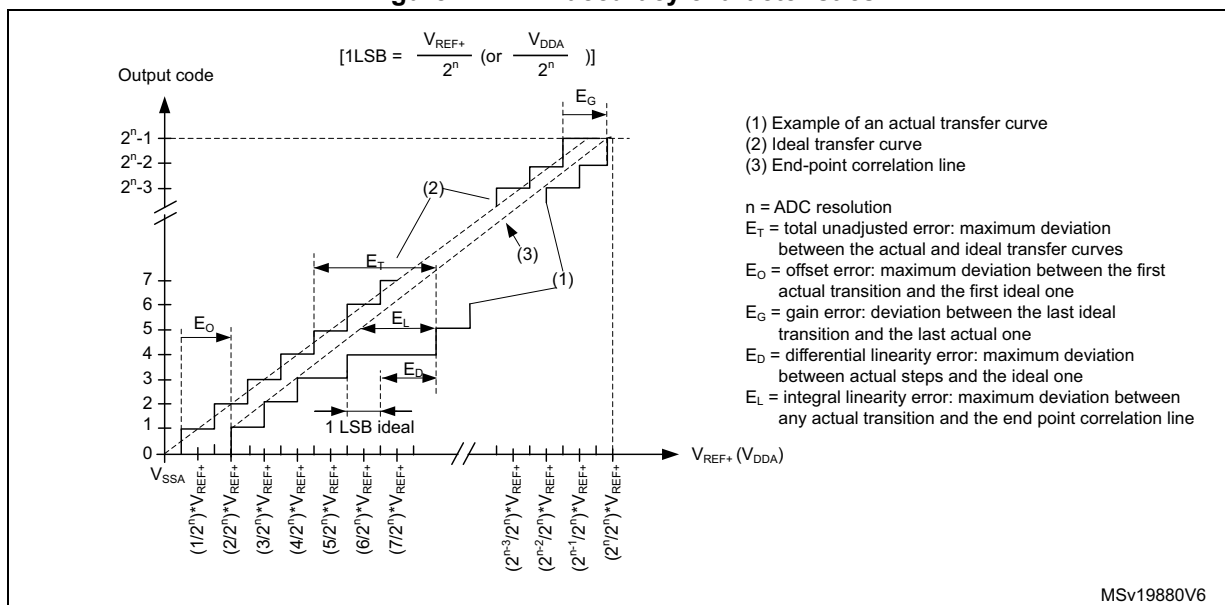 [1LSB = V_REF+ / 2^n (or V_DDA / 2^n )]
Output code
E_G
2^n-1
2^n-2
2^n-3
7
6
5
4
3
2
1
0
(2)
(3)
(1)
E_T
E_O
E_L
E_D
1 LSB ideal
V_SSA
(1/2^n)*V_REF+
(2/2^n)*V_REF+
(3/2^n)*V_REF+
(4/2^n)*V_REF+
(5/2^n)*V_REF+
(6/2^n)*V_REF+
(7/2^n)*V_REF+
(2^n-3/2^n)*V_REF+
(2^n-2/2^n)*V_REF+
(2^n-1/2^n)*V_REF+
(2^n/2^n)*V_REF+
V_REF+ (V_DDA)
(1) Example of an actual transfer curve
(2) Ideal transfer curve
(3) End-point correlation line
n = ADC resolution
E_T = total unadjusted error: maximum deviation
between the actual and ideal transfer curves
E_O = offset error: maximum deviation between the first
actual transition and the first ideal one
E_G = gain error: deviation between the last ideal
transition and the last actual one
E_D = differential linearity error: maximum deviation
between actual steps and the ideal one
E_L = integral linearity error: maximum deviation between
any actual transition and the end point correlation line
MSv19880V6